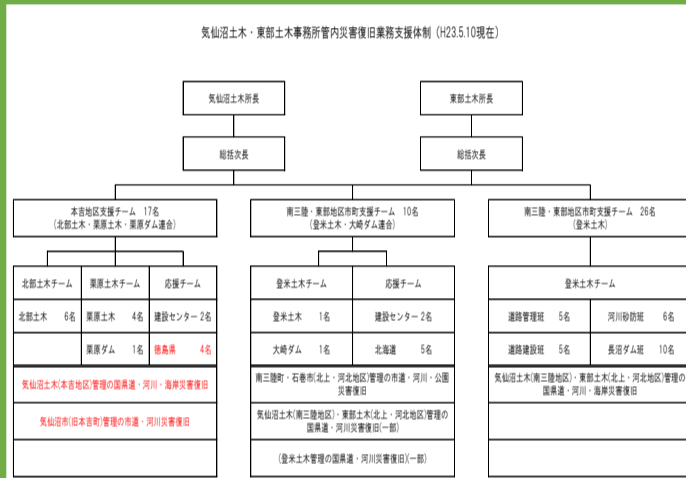 気仙沼土木・東部土木事務所管内災害復旧業務支援体制（H23.5.10現在）
気仙沼土木所長
東部土木所長
総括次長
総括次長
本吉地区支援チーム 17名
(北部土木・栗原土木・栗原ダム連合)
南三陸・東部地区市町支援チーム 10名
(登米土木・大崎ダム連合)
南三陸・東部地区市町支援チーム 26名
(登米土木)
北部土木チーム 栗原土木チーム 応援チーム
北部土木 6名 栗原土木 4名 建設センター 2名
栗原ダム 1名 徳島県 4名
気仙沼土木(本吉地区)管理の国県道・河川・海岸災害復旧
気仙沼市(旧本吉町)管理の市道・河川災害復旧
登米土木チーム 応援チーム
登米土木 1名 建設センター 2名
大崎ダム 1名 北海道 5名
南三陸町・石巻市(北上・河北地区)管理の市道・河川・公園
災害復旧
気仙沼土木(南三陸地区)・東部土木(北上・河北地区)管理の
国県道・河川災害復旧(一部)
(登米土木管理の国県道・河川災害復旧)(一部)
登米土木チーム
道路管理班 5名 河川砂防班 6名
道路建設班 5名 長沼ダム班 10名
気仙沼土木(南三陸地区)・東部土木(北上・河北地区)管理の
国県道・河川・海岸災害復旧